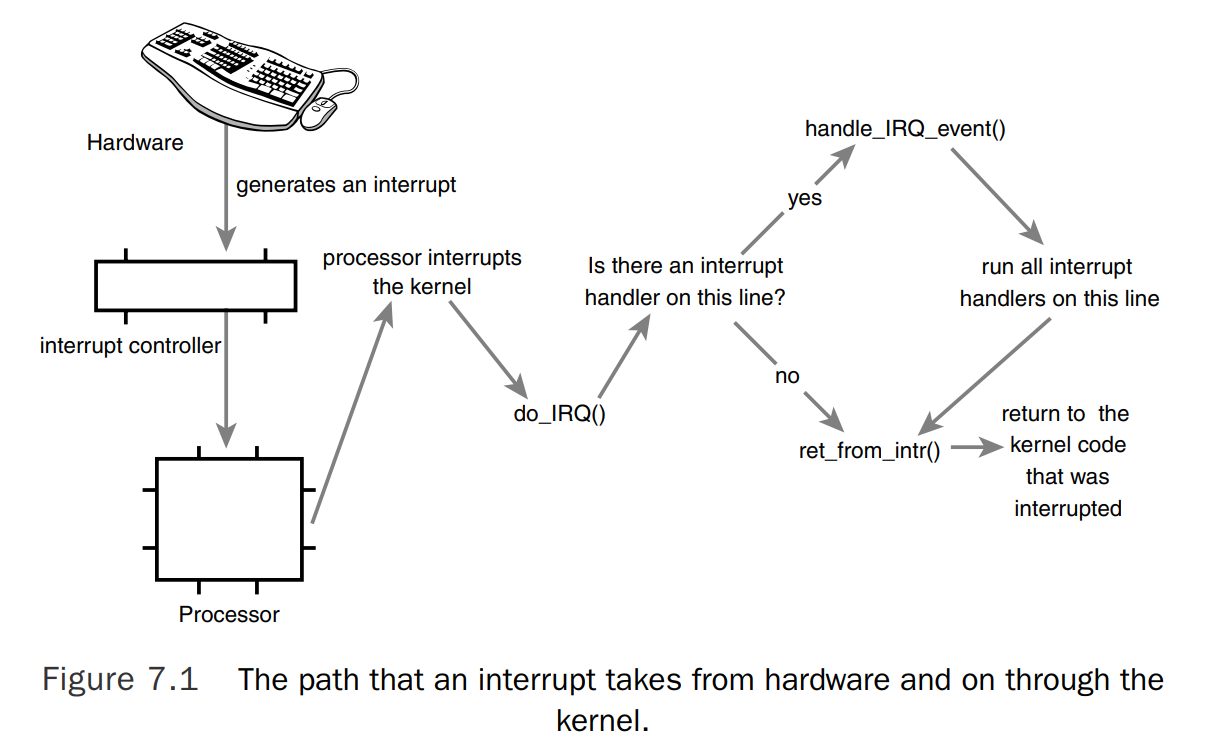 Hardware
generates an interrupt
interrupt controller
Processor
processor interrupts
the kernel
do_IRQ()
Is there an interrupt
handler on this line?
yes
no
handle_IRQ_event()
run all interrupt
handlers on this line
ret_from_intr()
return to the
kernel code
that was
interrupted
Figure 7.1 The path that an interrupt takes from hardware and on through the
kernel.